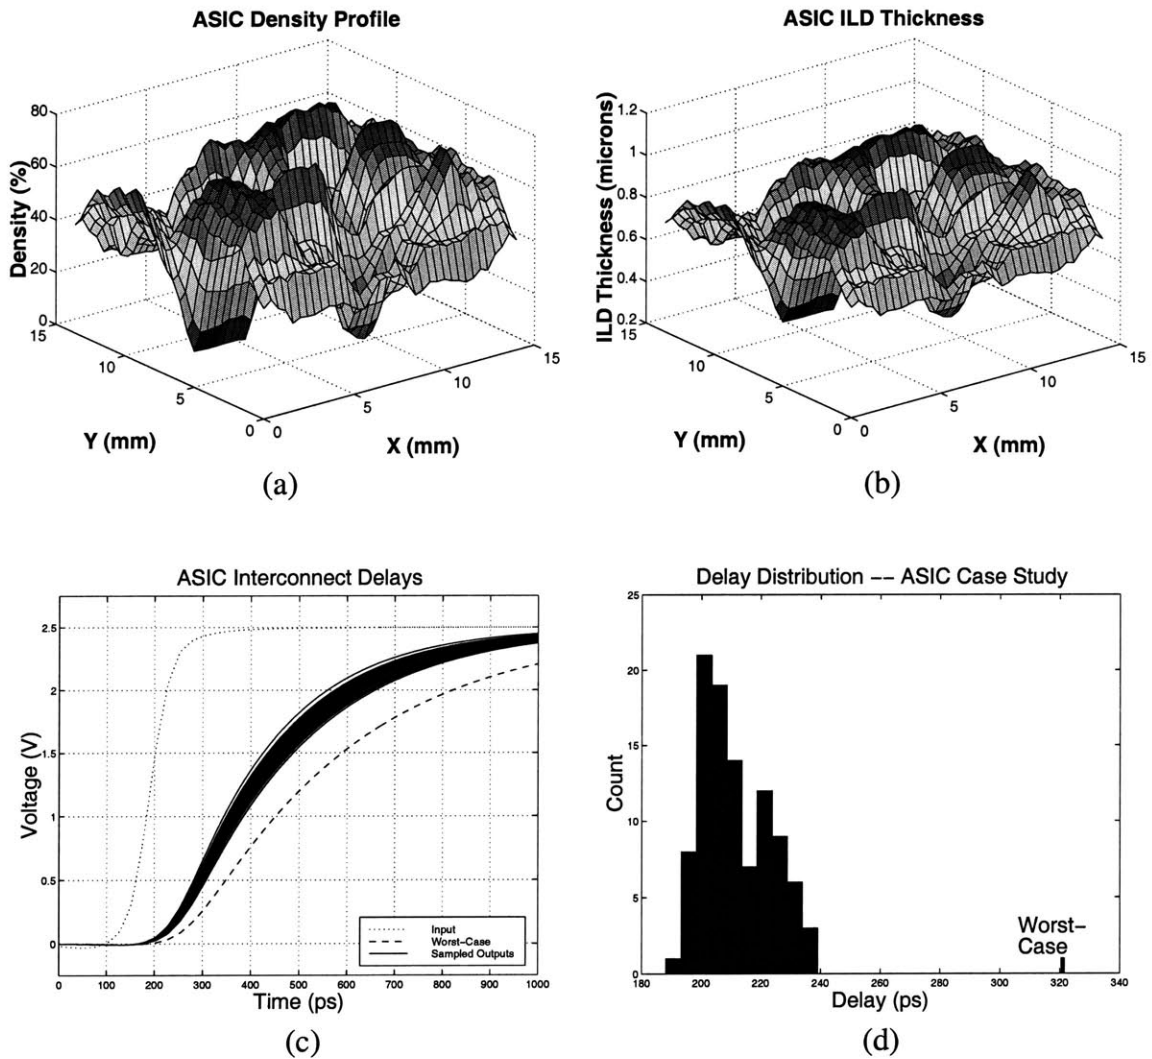 ASIC Density Profile
80
60
40
20
0
Density (%)
15
10
5
0
Y (mm)
0
5
10
15
X (mm)
(a)
ASIC ILD Thickness
1.2
1
0.8
0.6
0.4
0.2
ILD Thickness (microns)
15
10
5
0
Y (mm)
0
5
10
15
X (mm)
(b)
ASIC Interconnect Delays
2.5
2
1.5
1
0.5
0
Voltage (V)
Input
Worst-Case
Sampled Outputs
0 100 200 300 400 500 600 700 800 900 1000
Time (ps)
(c)
Delay Distribution -- ASIC Case Study
25
20
15
10
5
0
Count
Worst-
Case
180 200 220 240 260 280 300 320 340
Delay (ps)
(d)